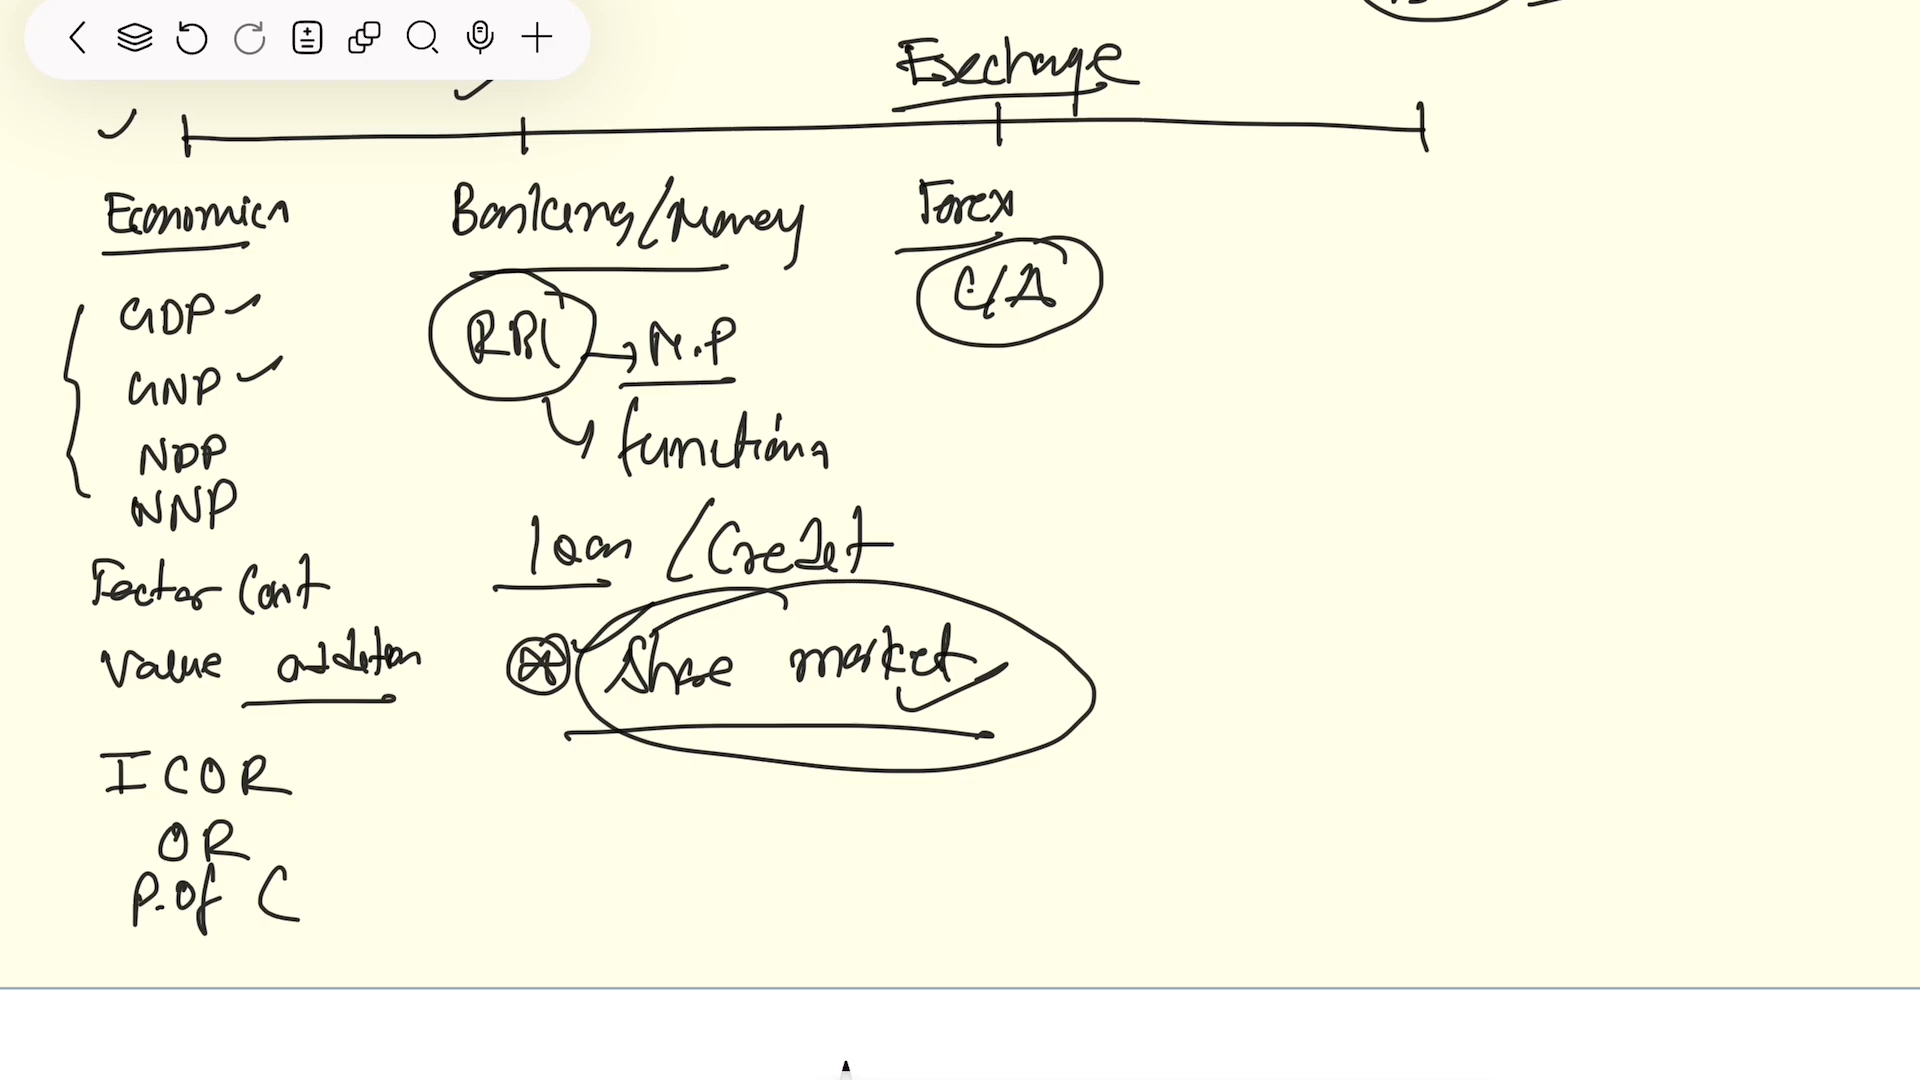 Exchange
Economics
Banking/Money
Forex
GDP
GNP
NDP
NNP
Factor Cost
Value addition
ICOR
OR
P.of C
RBI → M.P
functions
loan / Credit
Share market
C/A